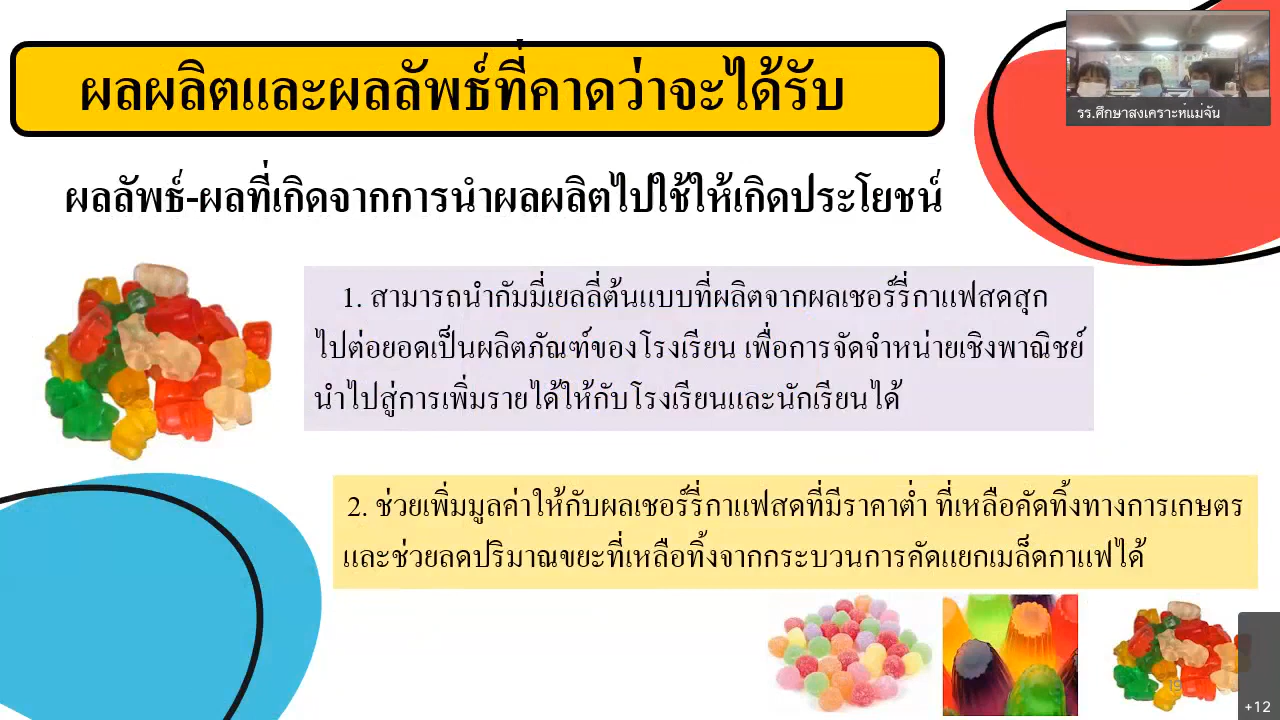 รร.ศึกษาสงเคราะห์แม่จัน
ผลผลิตและผลลัพธ์ที่คาดว่าจะได้รับ
ผลลัพธ์-ผลที่เกิดจากการนำผลผลิตไปใช้ให้เกิดประโยชน์
1. สามารถนำกัมมี่เยลลี่ต้นแบบที่ผลิตจากผลเชอร์รี่กาแฟสดสุก
ไปต่อยอดเป็นผลิตภัณฑ์ของโรงเรียน เพื่อการจัดจำหน่ายเชิงพาณิชย์
นำไปสู่การเพิ่มรายได้ให้กับโรงเรียนและนักเรียนได้
2. ช่วยเพิ่มมูลค่าให้กับผลเชอร์รี่กาแฟสดที่มีราคาต่ำ ที่เหลือคัดทิ้งทางการเกษตร
และช่วยลดปริมาณขยะที่เหลือทิ้งจากกระบวนการคัดแยกเมล็ดกาแฟได้
19
+12